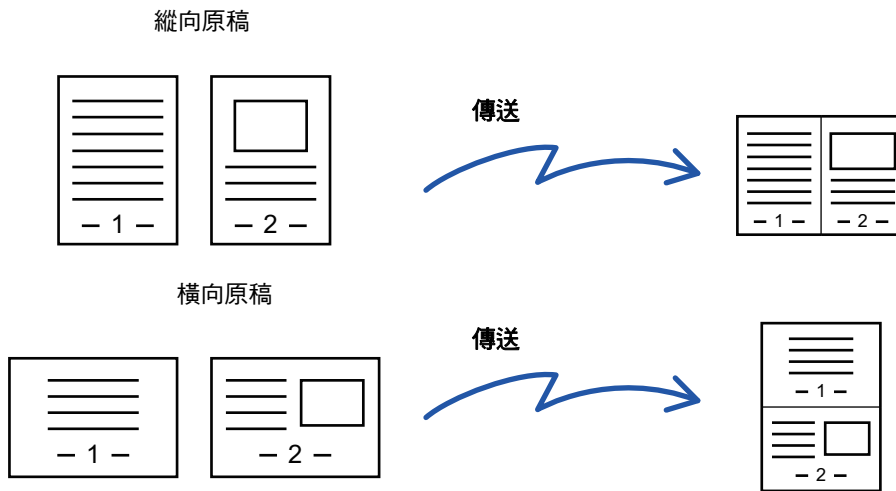 縱向原稿
傳送
– 1 –
– 2 –
– 1 –
– 2 –
橫向原稿
傳送
– 1 –
– 2 –
– 1 –
– 2 –